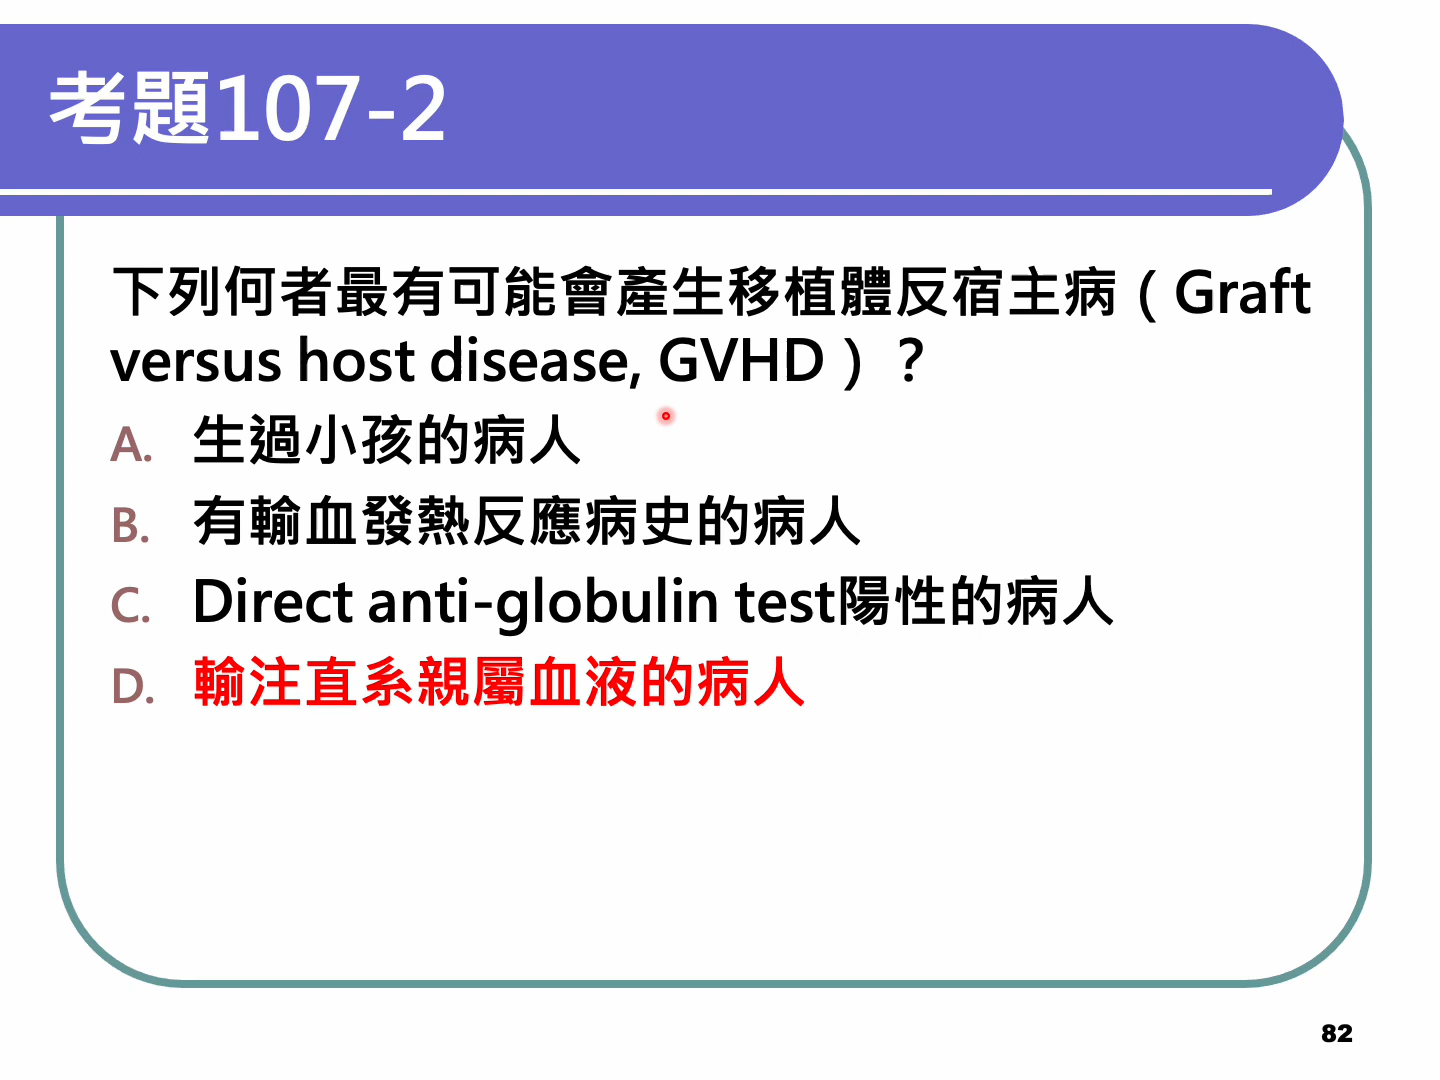 考題107-2
下列何者最有可能會產生移植體反宿主病（Graft
versus host disease, GVHD）？
A. 生過小孩的病人
B. 有輸血發熱反應病史的病人
C. Direct anti-globulin test陽性的病人
D. 輸注直系親屬血液的病人
82